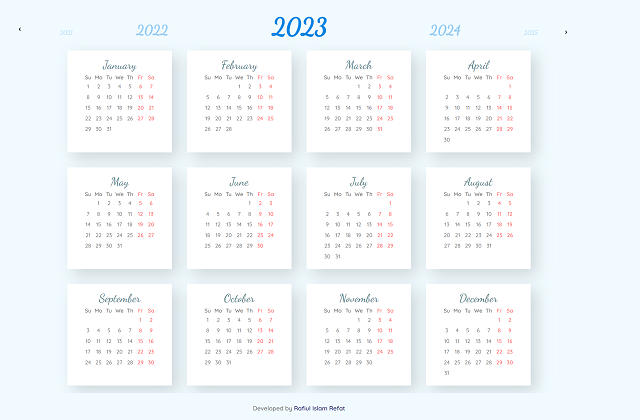 ‹ 2021 2022 2023 2024 2025 ›
January
Su Mo Tu We Th Fr Sa
1 2 3 4 5 6 7
8 9 10 11 12 13 14
15 16 17 18 19 20 21
22 23 24 25 26 27 28
29 30 31
February
Su Mo Tu We Th Fr Sa
1 2 3 4
5 6 7 8 9 10 11
12 13 14 15 16 17 18
19 20 21 22 23 24 25
26 27 28
March
Su Mo Tu We Th Fr Sa
1 2 3 4
5 6 7 8 9 10 11
12 13 14 15 16 17 18
19 20 21 22 23 24 25
26 27 28 29 30 31
April
Su Mo Tu We Th Fr Sa
1
2 3 4 5 6 7 8
9 10 11 12 13 14 15
16 17 18 19 20 21 22
23 24 25 26 27 28 29
30
May
Su Mo Tu We Th Fr Sa
1 2 3 4 5 6
7 8 9 10 11 12 13
14 15 16 17 18 19 20
21 22 23 24 25 26 27
28 29 30 31
June
Su Mo Tu We Th Fr Sa
1 2 3
4 5 6 7 8 9 10
11 12 13 14 15 16 17
18 19 20 21 22 23 24
25 26 27 28 29 30
July
Su Mo Tu We Th Fr Sa
1
2 3 4 5 6 7 8
9 10 11 12 13 14 15
16 17 18 19 20 21 22
23 24 25 26 27 28 29
30 31
August
Su Mo Tu We Th Fr Sa
1 2 3 4 5
6 7 8 9 10 11 12
13 14 15 16 17 18 19
20 21 22 23 24 25 26
27 28 29 30 31
September
Su Mo Tu We Th Fr Sa
1 2
3 4 5 6 7 8 9
10 11 12 13 14 15 16
17 18 19 20 21 22 23
24 25 26 27 28 29 30
October
Su Mo Tu We Th Fr Sa
1 2 3 4 5 6 7
8 9 10 11 12 13 14
15 16 17 18 19 20 21
22 23 24 25 26 27 28
29 30 31
November
Su Mo Tu We Th Fr Sa
1 2 3 4
5 6 7 8 9 10 11
12 13 14 15 16 17 18
19 20 21 22 23 24 25
26 27 28 29 30
December
Su Mo Tu We Th Fr Sa
1 2
3 4 5 6 7 8 9
10 11 12 13 14 15 16
17 18 19 20 21 22 23
24 25 26 27 28 29 30
31
Developed by Rafiul Islam Refat